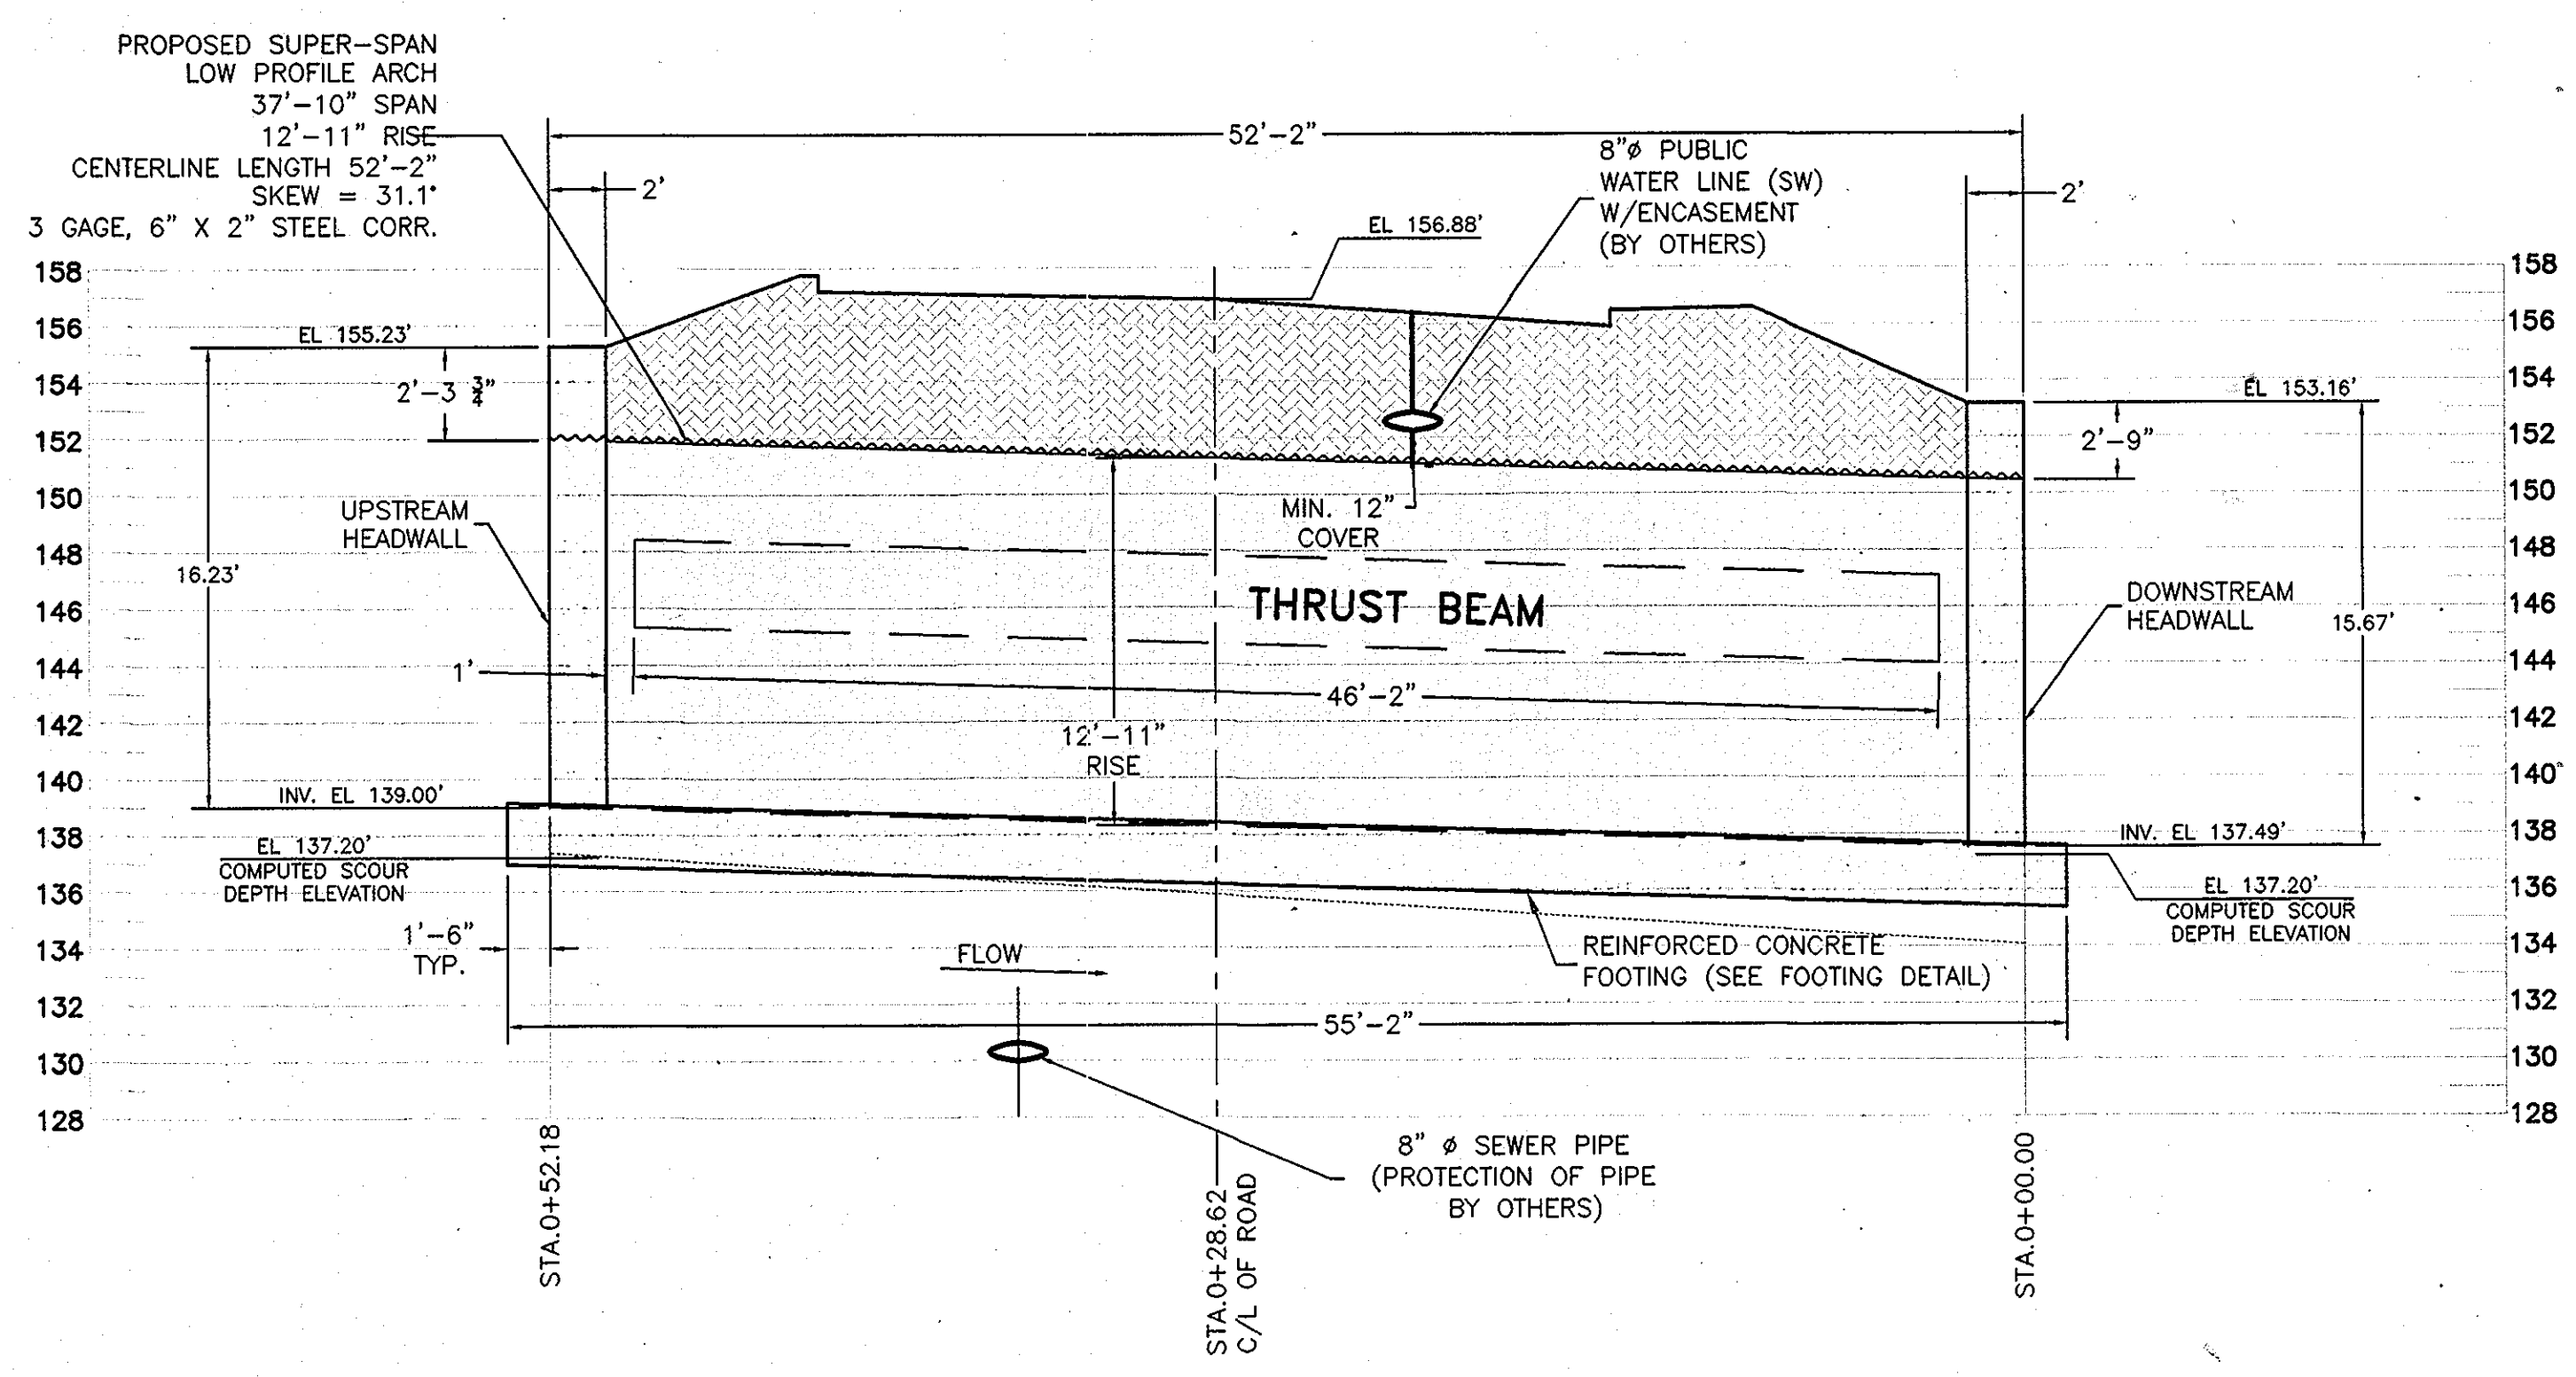 PROPOSED SUPER-SPAN
LOW PROFILE ARCH
37'-10" SPAN
12'-11" RISE
CENTERLINE LENGTH 52'-2"
SKEW = 31.1°
3 GAGE, 6" X 2" STEEL CORR.
52'-2"
2'
2'
8"ø PUBLIC
WATER LINE (SW)
W/ENCASEMENT
(BY OTHERS)
EL 156.88'
158
156
154
152
150
148
146
144
142
140
138
136
134
132
130
128
158
156
154
152
150
148
146
144
142
140
138
136
134
132
130
128
EL 155.23'
2'-3 3/4"
EL 153.16'
2'-9"
UPSTREAM
HEADWALL
16.23'
MIN. 12"
COVER
THRUST BEAM
DOWNSTREAM
HEADWALL
15.67'
1'
46'-2"
12'-11"
RISE
INV. EL 139.00'
INV. EL 137.49'
EL 137.20'
COMPUTED SCOUR
DEPTH ELEVATION
EL 137.20'
COMPUTED SCOUR
DEPTH ELEVATION
1'-6"
TYP.
FLOW
REINFORCED CONCRETE
FOOTING (SEE FOOTING DETAIL)
55'-2"
8" ø SEWER PIPE
(PROTECTION OF PIPE
BY OTHERS)
STA.0+52.18
STA.0+28.62
C/L OF ROAD
STA.0+00.00